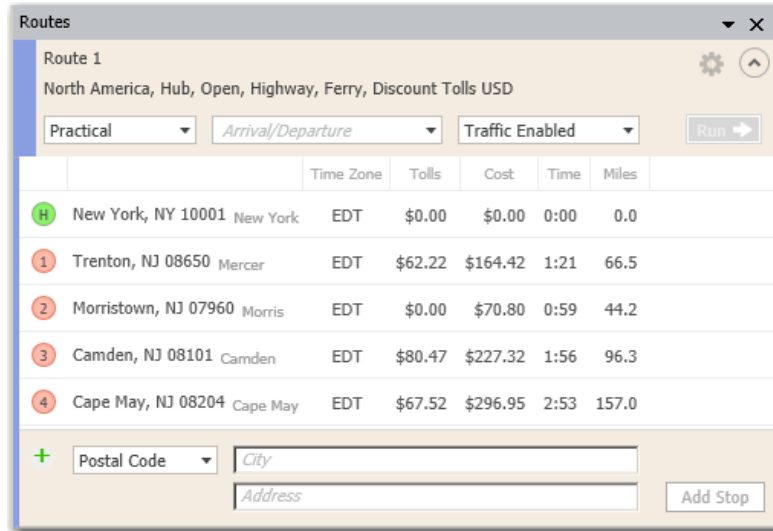 Routes
Route 1
North America, Hub, Open, Highway, Ferry, Discount Tolls USD
Practical Arrival/Departure Traffic Enabled Run
Time Zone Tolls Cost Time Miles
H New York, NY 10001 New York EDT $0.00 $0.00 0:00 0.0
1 Trenton, NJ 08650 Mercer EDT $62.22 $164.42 1:21 66.5
2 Morristown, NJ 07960 Morris EDT $0.00 $70.80 0:59 44.2
3 Camden, NJ 08101 Camden EDT $80.47 $227.32 1:56 96.3
4 Cape May, NJ 08204 Cape May EDT $67.52 $296.95 2:53 157.0
Postal Code City
Address Add Stop